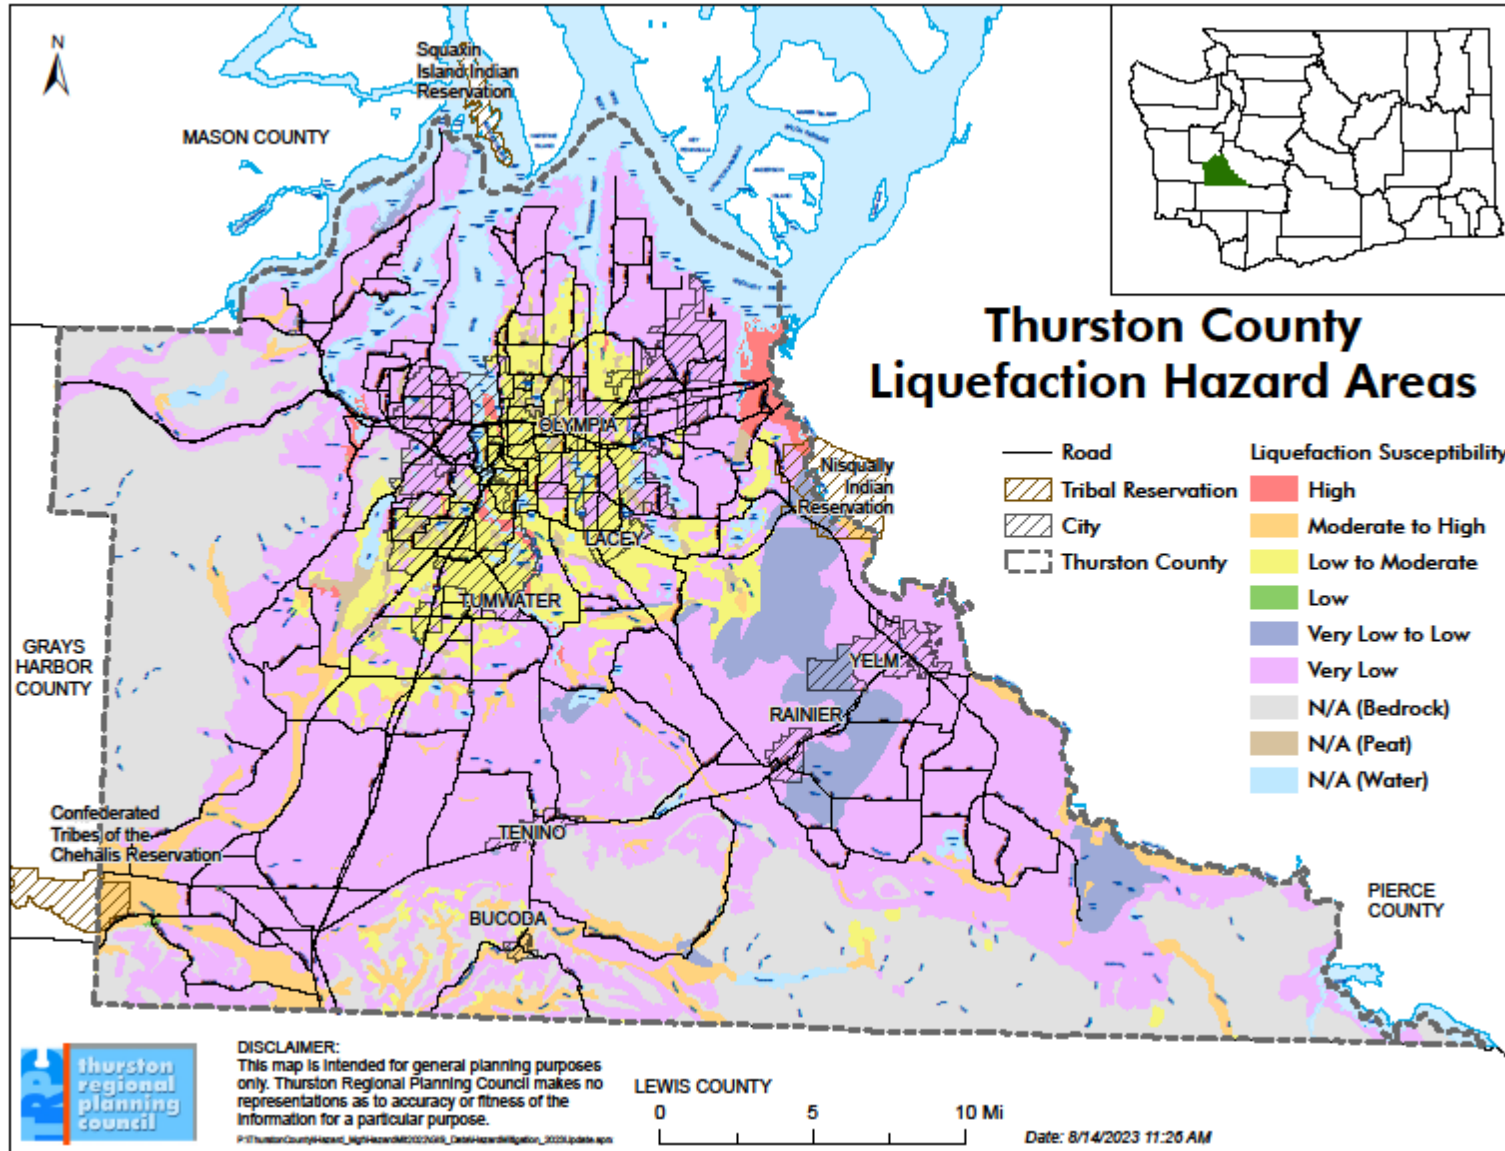 N
Squaxin
Island Indian
Reservation
MASON COUNTY
Thurston County
Liquefaction Hazard Areas
Road
Tribal Reservation
City
Thurston County
Liquefaction Susceptibility
High
Moderate to High
Low to Moderate
Low
Very Low to Low
Very Low
N/A (Bedrock)
N/A (Peat)
N/A (Water)
OLYMPIA
Nisqually
Indian
Reservation
LACEY
TUMWATER
GRAYS
HARBOR
COUNTY
YELM
RAINIER
Confederated
Tribes of the
Chehalis Reservation
TENINO
BUCODA
PIERCE
COUNTY
TRPC
thurston
regional
planning
council
DISCLAIMER:
This map is intended for general planning purposes
only. Thurston Regional Planning Council makes no
representations as to accuracy or fitness of the
information for a particular purpose.
LEWIS COUNTY
0 5 10 Mi
Date: 8/14/2023 11:26 AM